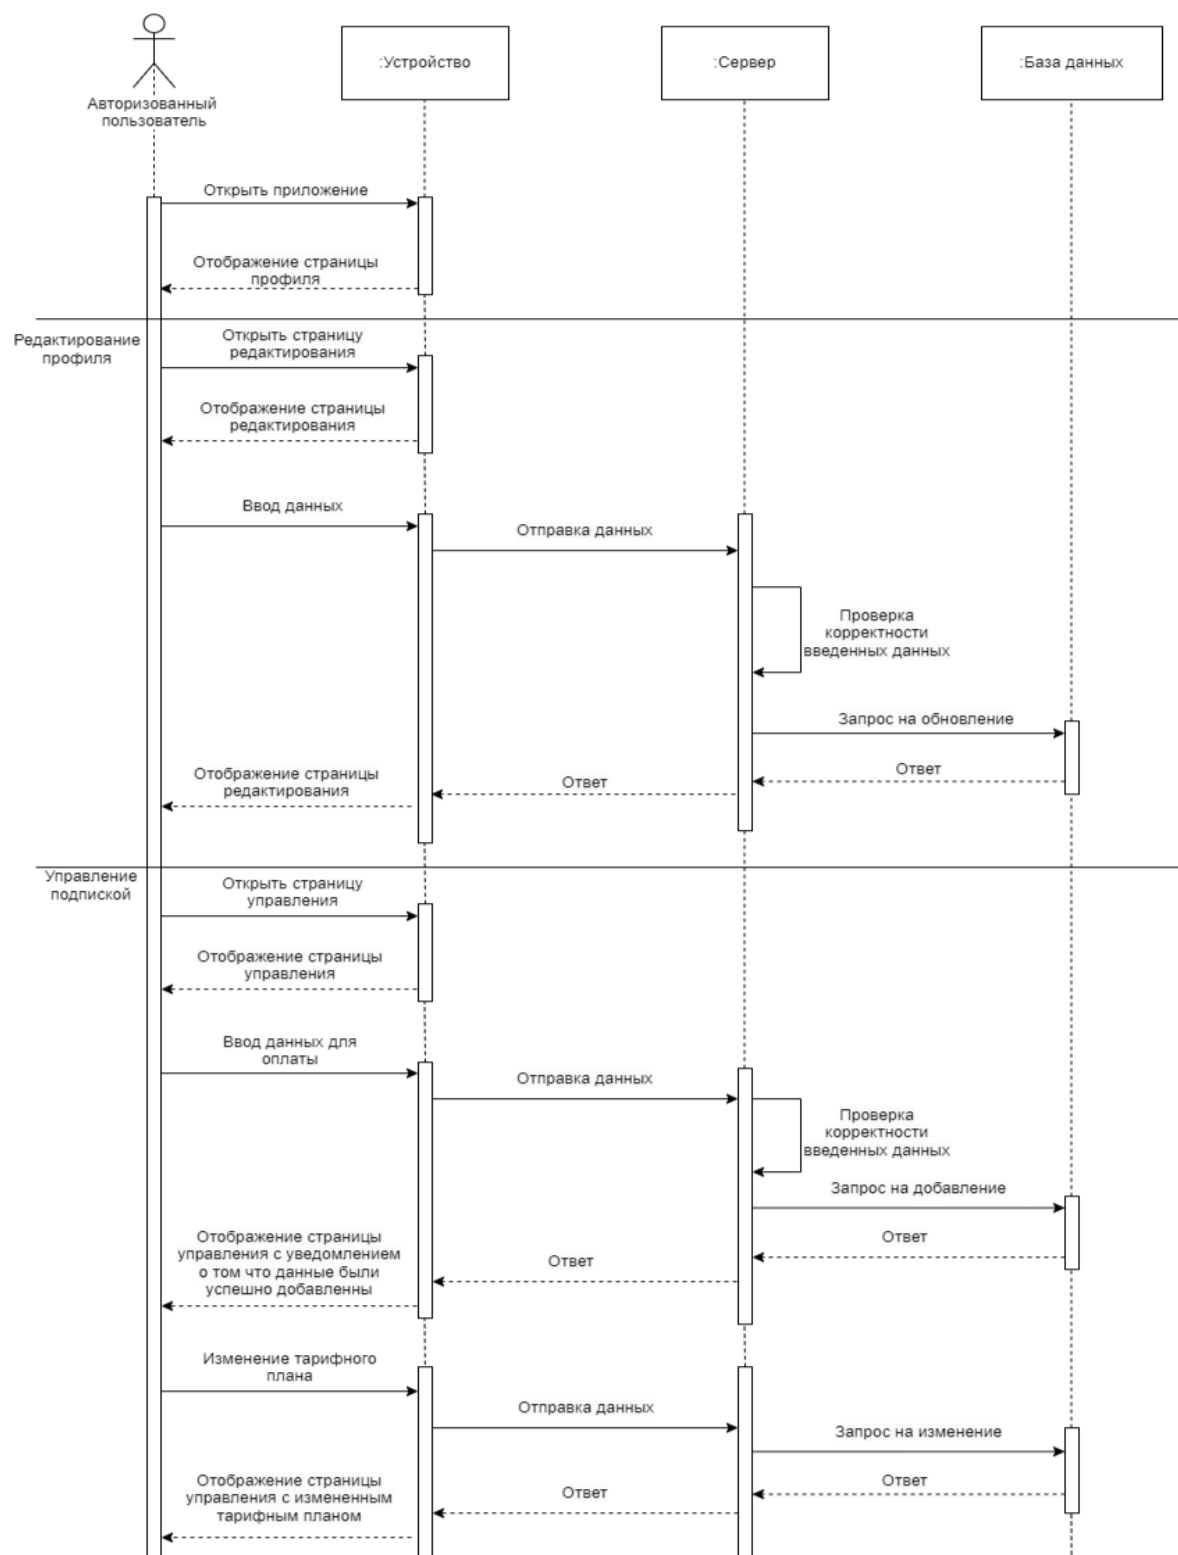 Авторизованный
пользователь
:Устройство
:Сервер
:База данных
Открыть приложение
Отображение страницы
профиля
Редактирование
профиля
Открыть страницу
редактирования
Отображение страницы
редактирования
Ввод данных
Отправка данных
Проверка
корректности
введенных данных
Запрос на обновление
Ответ
Ответ
Отображение страницы
редактирования
Управление
подпиской
Открыть страницу
управления
Отображение страницы
управления
Ввод данных для
оплаты
Отправка данных
Проверка
корректности
введенных данных
Запрос на добавление
Ответ
Ответ
Отображение страницы
управления с уведомлением
о том что данные были
успешно добавленны
Изменение тарифного
плана
Отправка данных
Запрос на изменение
Ответ
Ответ
Отображение страницы
управления с измененным
тарифным планом